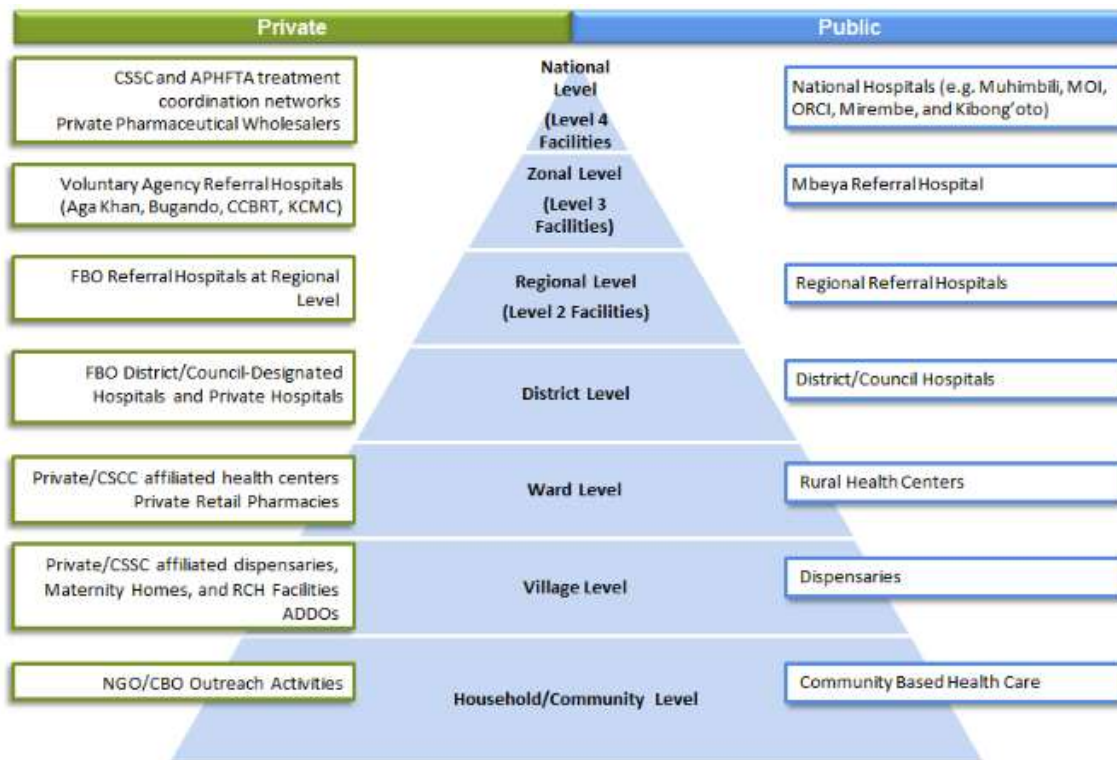 Private
Public
CSSC and APHFTA treatment
coordination networks
Private Pharmaceutical Wholesalers
National
Level
(Level 4
Facilities
National Hospitals (e.g. Muhimbili, MOI,
ORCI, Mirembe, and Kibong'oto)
Voluntary Agency Referral Hospitals
(Aga Khan, Bugando, CCBRT, KCMC)
Zonal Level
(Level 3
Facilities)
Mbeya Referral Hospital
FBO Referral Hospitals at Regional
Level
Regional Level
(Level 2 Facilities)
Regional Referral Hospitals
FBO District/Council-Designated
Hospitals and Private Hospitals
District Level
District/Council Hospitals
Private/CSCC affiliated health centers
Private Retail Pharmacies
Ward Level
Rural Health Centers
Private/CSSC affiliated dispensaries,
Maternity Homes, and RCH Facilities
ADDOs
Village Level
Dispensaries
NGO/CBO Outreach Activities
Household/Community Level
Community Based Health Care